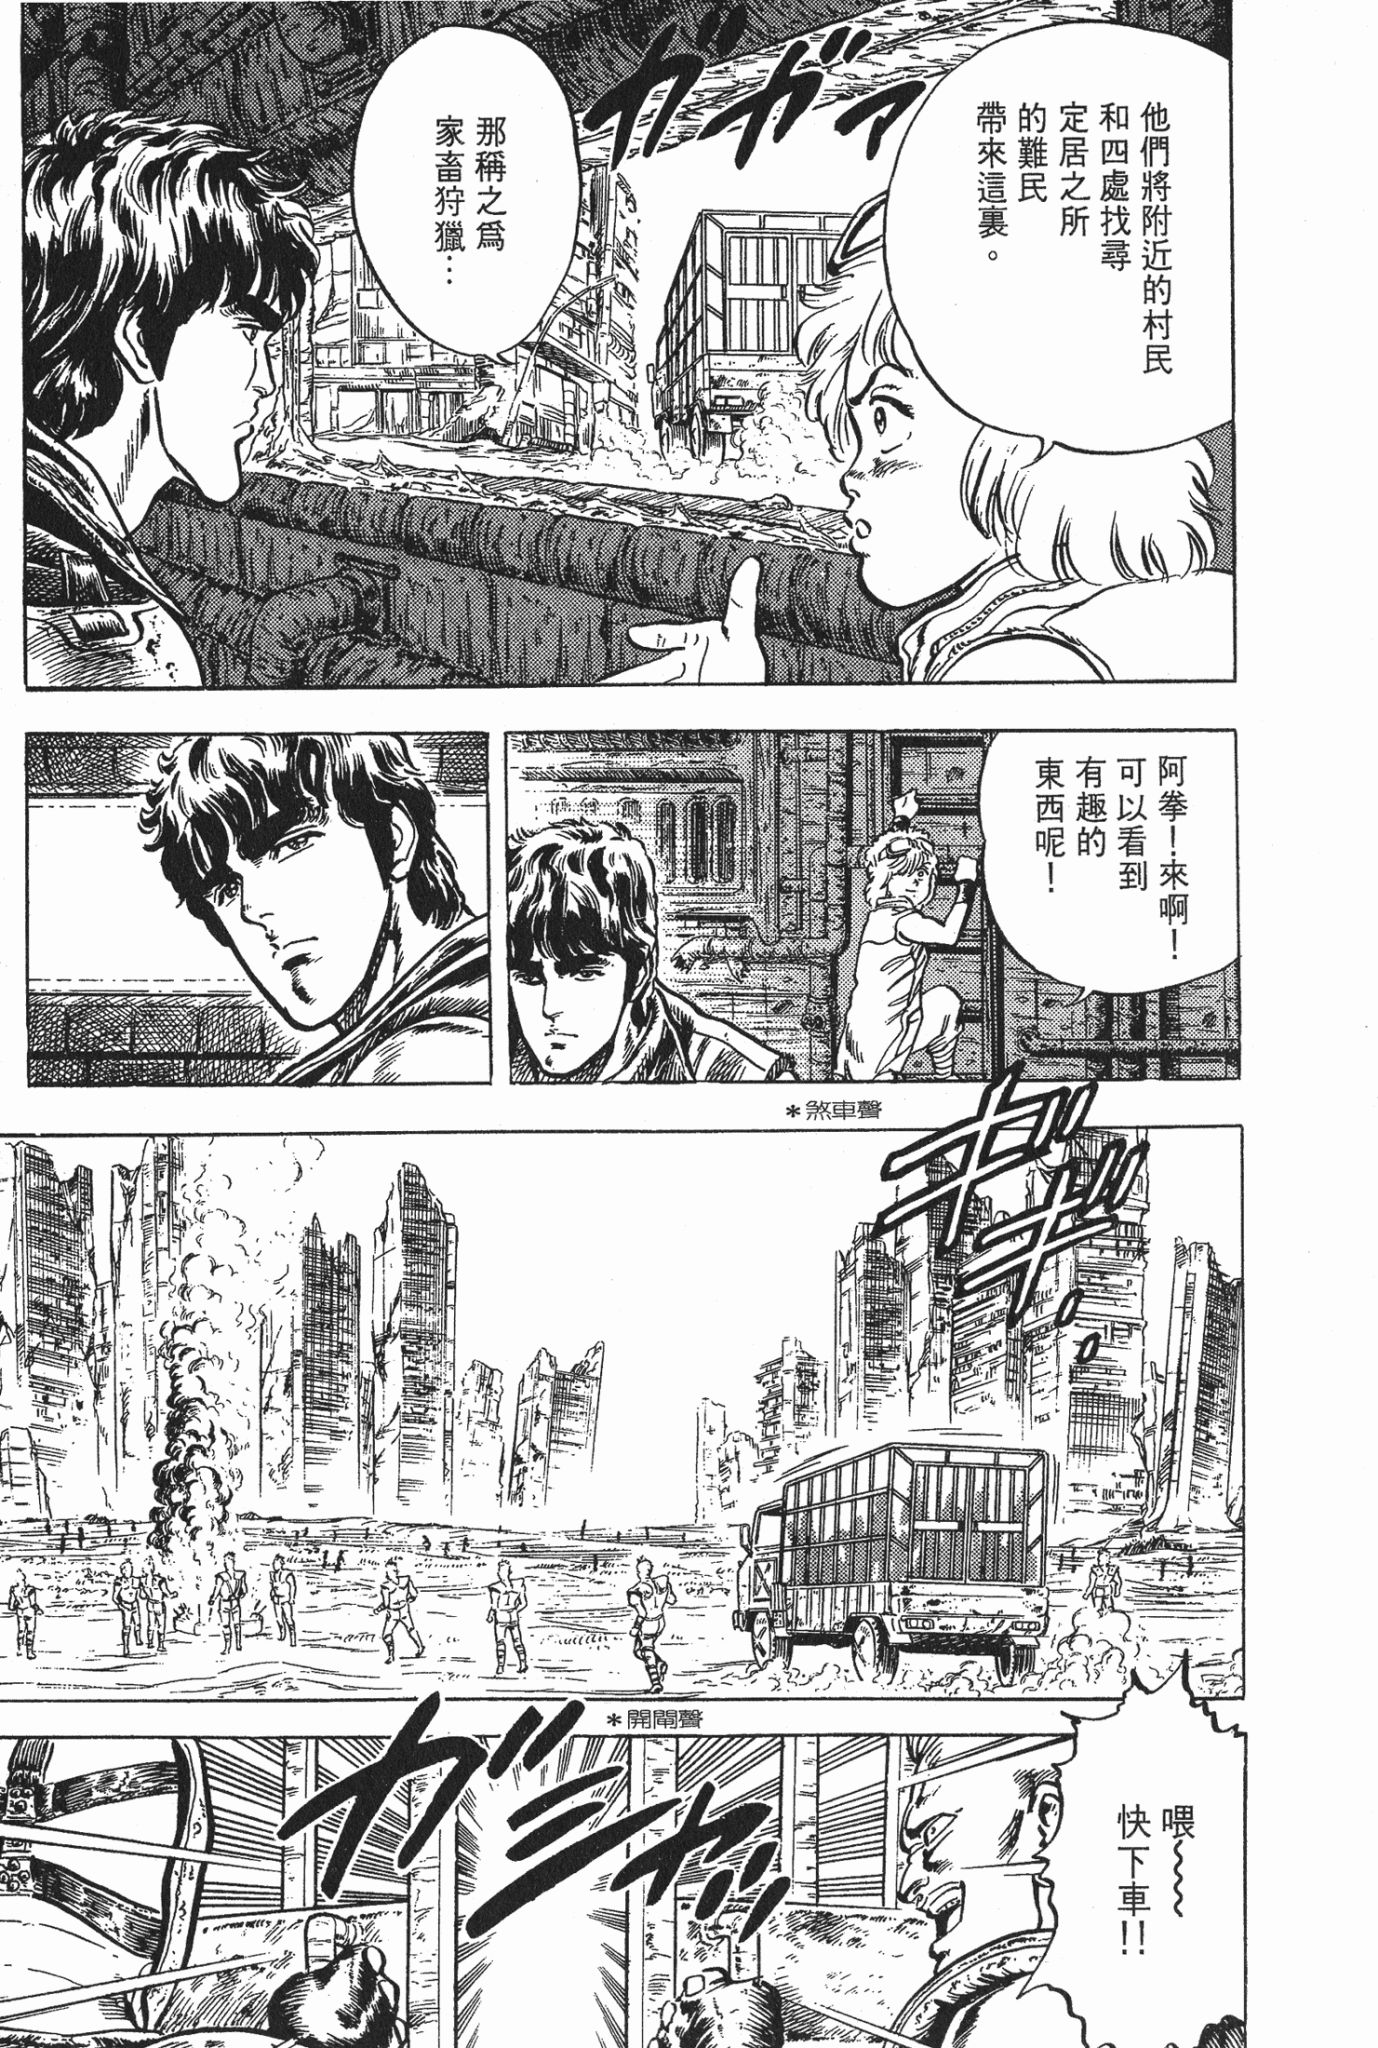 他們將附近的村民
和四處找尋
定居之所
的難民
帶來這裏。
ガガァ
那稱之爲
家畜狩獵…
阿拳！來啊！
可以看到
有趣的
東西呢！
＊煞車聲
ギギ。。
＊開閘聲
ガシャッ
喂～～
快下車!!